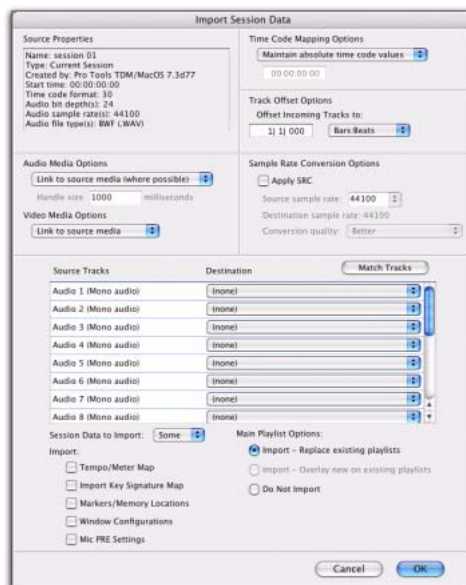 Import Session Data
Source Properties
Name: session 01
Type: Current Session
Created by: Pro Tools TDM/MacOS 7.3d77
Start time: 00:00:00:00
Time code format: 30
Audio bit depth(s): 24
Audio sample rate(s): 44100
Audio file type(s): BWF (.WAV)
Time Code Mapping Options
Maintain absolute time code values
00:00:00:00
Track Offset Options
Offset Incoming Tracks to:
1| 1| 000 Bars:Beats
Audio Media Options
Link to source media (where possible)
Handle size 1000 milliseconds
Video Media Options
Link to source media
Sample Rate Conversion Options
Apply SRC
Source sample rate: 44100
Destination sample rate: 44100
Conversion quality: Better
Source Tracks Destination Match Tracks
Audio 1 (Mono audio) (none)
Audio 2 (Mono audio) (none)
Audio 3 (Mono audio) (none)
Audio 4 (Mono audio) (none)
Audio 5 (Mono audio) (none)
Audio 6 (Mono audio) (none)
Audio 7 (Mono audio) (none)
Audio 8 (Mono audio) (none)
Session Data to Import: Some
Import:
Tempo/Meter Map
Import Key Signature Map
Markers/Memory Locations
Window Configurations
Mic PRE Settings
Main Playlist Options:
Import - Replace existing playlists
Import - Overlay new on existing playlists
Do Not Import
Cancel OK